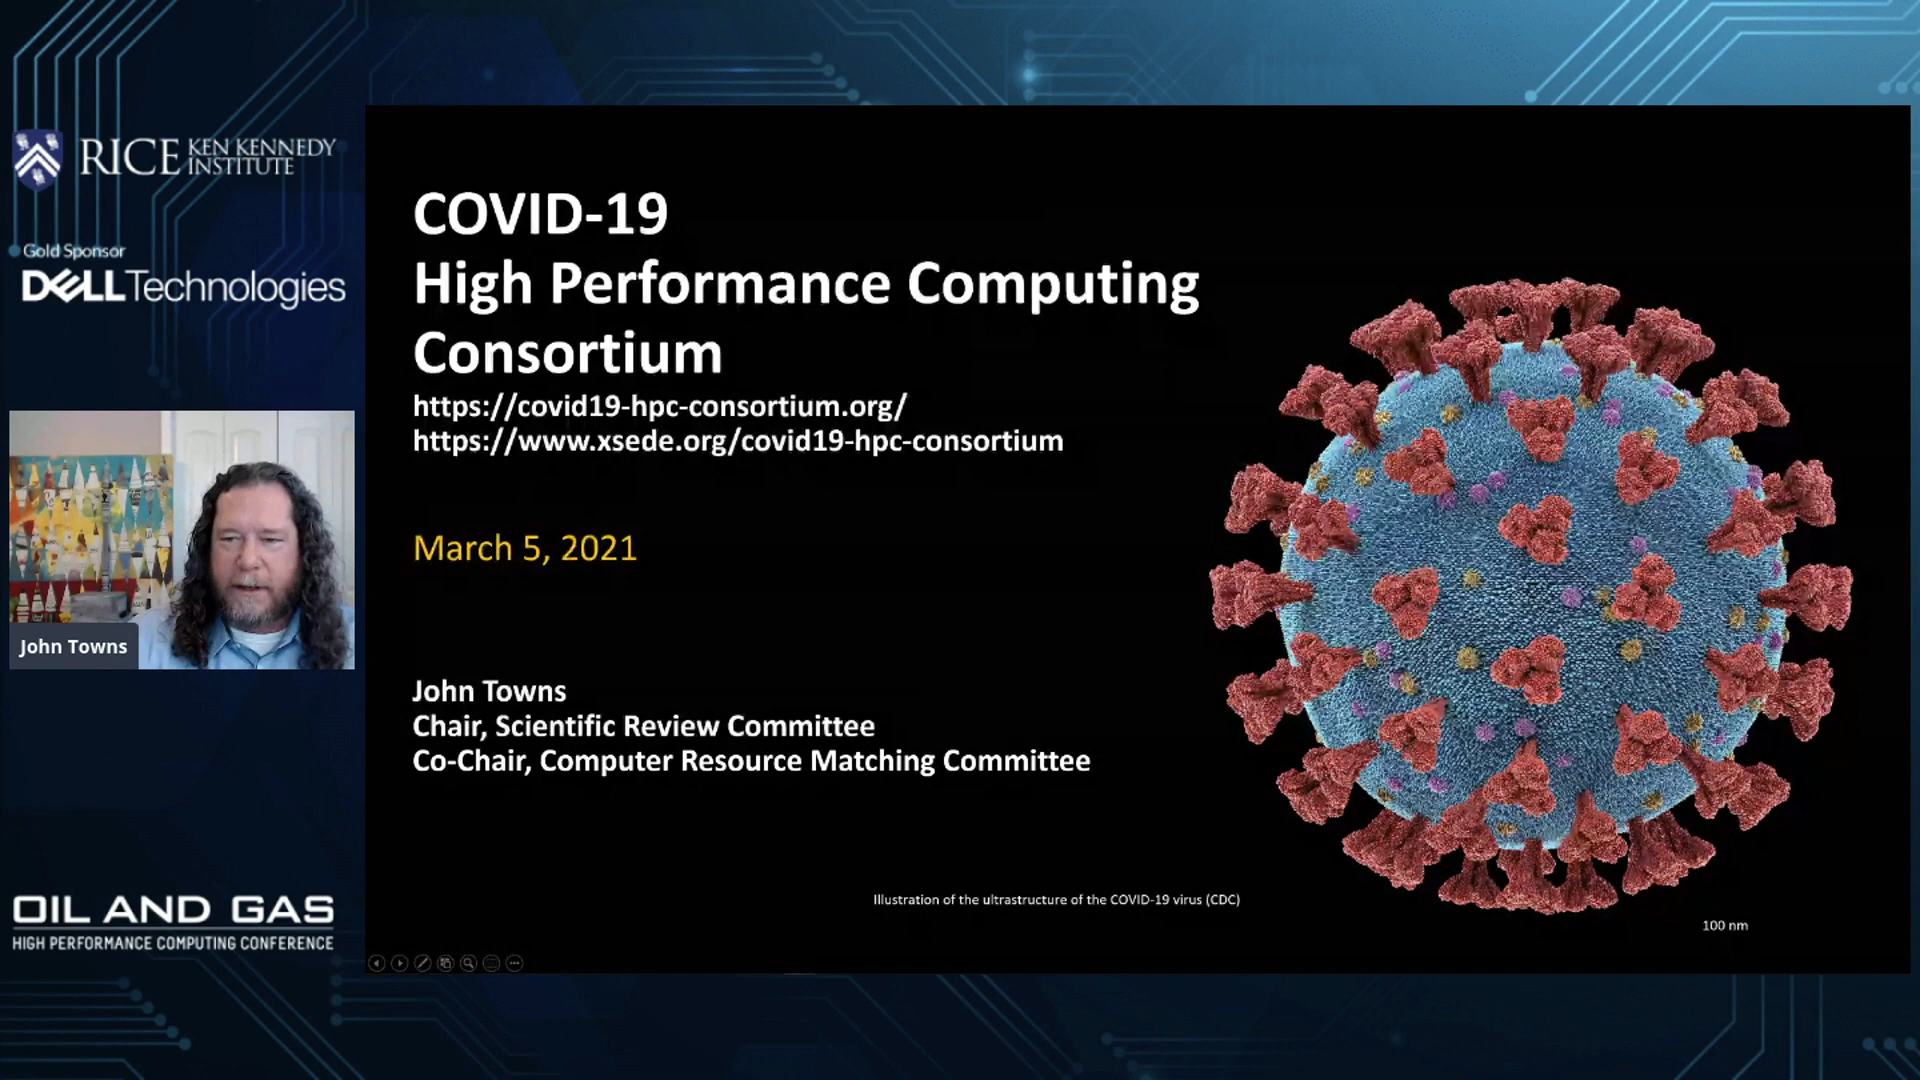 RICE KEN KENNEDY
INSTITUTE
Gold Sponsor
DELL Technologies
John Towns
OIL AND GAS
HIGH PERFORMANCE COMPUTING CONFERENCE
COVID-19
High Performance Computing
Consortium
https://covid19-hpc-consortium.org/
https://www.xsede.org/covid19-hpc-consortium
March 5, 2021
John Towns
Chair, Scientific Review Committee
Co-Chair, Computer Resource Matching Committee
Illustration of the ultrastructure of the COVID-19 virus (CDC)
100 nm